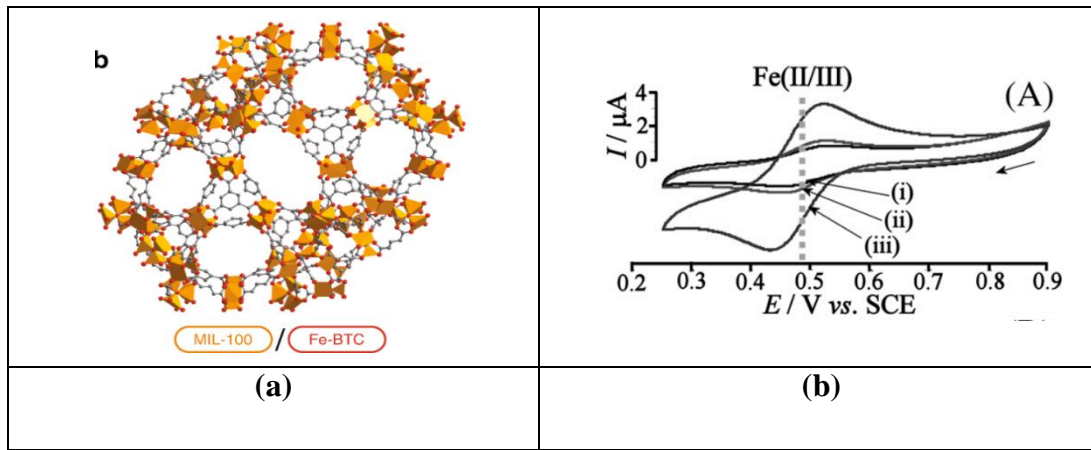 b
MIL-100 / Fe-BTC
(a)
Fe(II/III)
(A)
I / μA
4
2
0
(i)
(ii)
(iii)
0.2 0.3 0.4 0.5 0.6 0.7 0.8 0.9
E / V vs. SCE
(b)